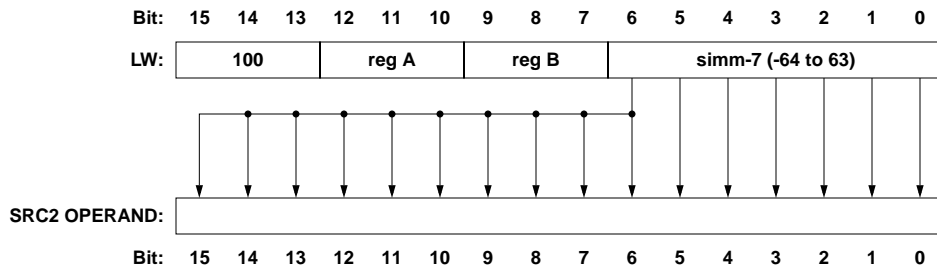 Bit: 15 14 13 12 11 10 9 8 7 6 5 4 3 2 1 0
LW: 100 reg A reg B simm-7 (-64 to 63)
SRC2 OPERAND:
Bit: 15 14 13 12 11 10 9 8 7 6 5 4 3 2 1 0